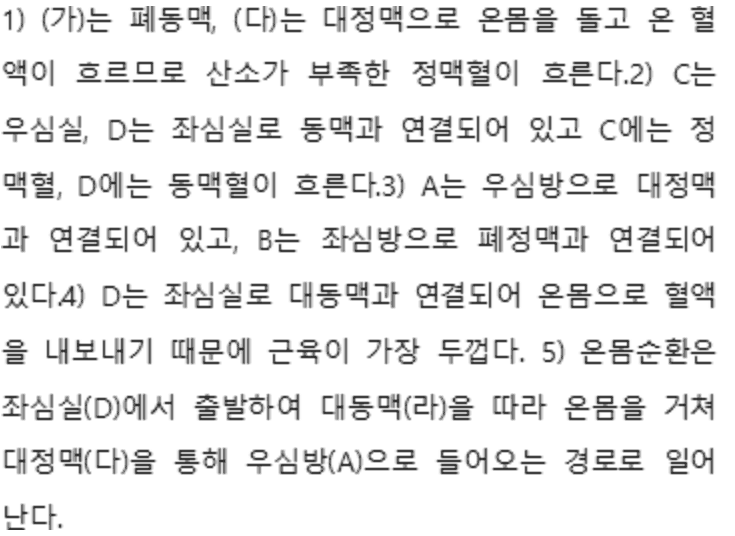 1) (가)는 폐동맥, (다)는 대정맥으로 온몸을 돌고 온 혈
액이 흐르므로 산소가 부족한 정맥혈이 흐른다.2) C는
우심실, D는 좌심실로 동맥과 연결되어 있고 C에는 정
맥혈, D에는 동맥혈이 흐른다.3) A는 우심방으로 대정맥
과 연결되어 있고, B는 좌심방으로 폐정맥과 연결되어
있다.4) D는 좌심실로 대동맥과 연결되어 온몸으로 혈액
을 내보내기 때문에 근육이 가장 두껍다. 5) 온몸순환은
좌심실(D)에서 출발하여 대동맥(라)을 따라 온몸을 거쳐
대정맥(다)을 통해 우심방(A)으로 들어오는 경로로 일어
난다.